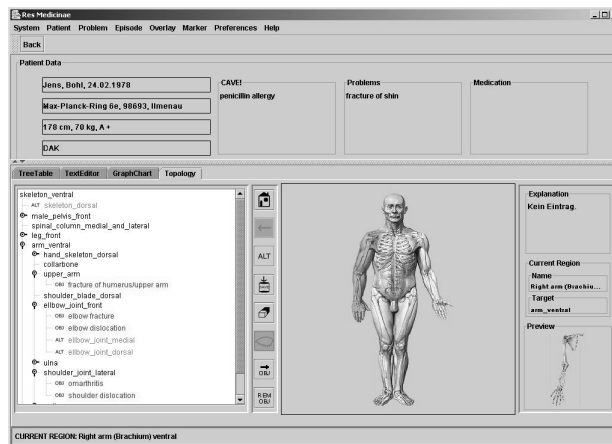 Res Medicinae
System Patient Problem Episode Overlay Marker Preferences Help
Back
Patient Data
Jens, Bohl, 24.02.1978
Max-Planck-Ring 6e, 98693, Ilmenau
178 cm, 70 kg, A +
DAK
CAVE!
penicillin allergy
Problems
fracture of shin
Medication
TreeTable TextEditor GraphChart Topology
skeleton_ventral
ALT skeleton_dorsal
male_pelvis_front
spinal_column_medial_and_lateral
leg_front
arm_ventral
hand_skeleton_dorsal
collarbone
upper_arm
OBJ fracture of humerus/upper arm
shoulder_blade_dorsal
ellbow_joint_front
OBJ elbow fracture
OBJ elbow dislocation
ALT ellbow_joint_medial
ALT ellbow_joint_dorsal
ulna
shoulder_joint_lateral
OBJ omarthritis
OBJ shoulder dislocation
ALT
OBJ
REM
OBJ
Explanation
Kein Eintrag.
Current Region
Name
Right arm (Brachiu...
Target
arm_ventral
Preview
CURRENT REGION: Right arm (Brachium) ventral